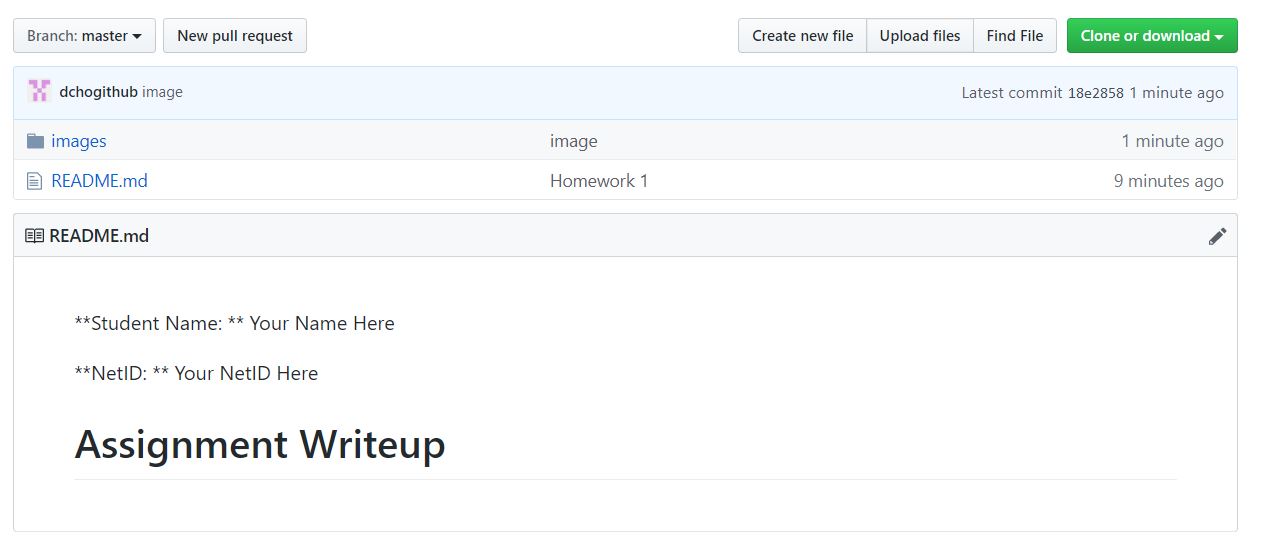 Branch: master New pull request Create new file Upload files Find File Clone or download
dchogithub image Latest commit 18e2858 1 minute ago
images image 1 minute ago
README.md Homework 1 9 minutes ago
README.md
**Student Name: ** Your Name Here
**NetID: ** Your NetID Here
Assignment Writeup